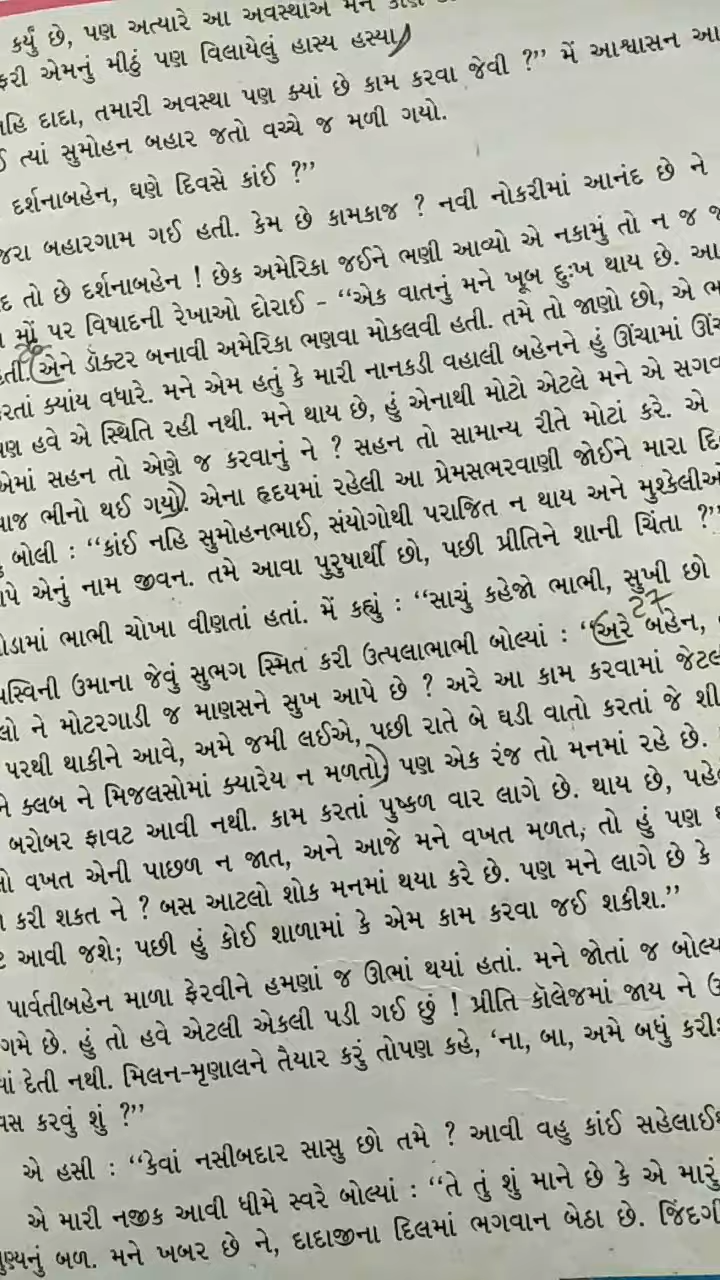 કર્યું છે, પણ અત્યારે આ અવસ્થાએ મને
ફરી એમનું મીઠું પણ વિલાયેલું હાસ્ય હસ્યા
નહિ દાદા, તમારી અવસ્થા પણ ક્યાં છે કામ કરવા જેવી ?” મેં આશ્વાસન આ
ત્યાં સુમોહન બહાર જતો વચ્ચે જ મળી ગયો.
દર્શનાબહેન, ઘણે દિવસે કાંઈ ?”
જરા બહારગામ ગઈ હતી. કેમ છે કામકાજ ? નવી નોકરીમાં આનંદ છે ને
દ તો છે દર્શનાબહેન ! છેક અમેરિકા જઈને ભણી આવ્યો એ નકામું તો ન જ જ
મોં પર વિષાદની રેખાઓ દોરાઈ – “એક વાતનું મને ખૂબ દુઃખ થાય છે. આ
હતી. એને ડૉક્ટર બનાવી અમેરિકા ભણવા મોકલવી હતી. તમે તો જાણો છો, એ ભ
રતાં ક્યાંય વધારે. મને એમ હતું કે મારી નાનકડી વહાલી બહેનને હું ઊંચામાં ઊંચ
પણ હવે એ સ્થિતિ રહી નથી. મને થાય છે, હું એનાથી મોટો એટલે મને એ સગવ
એમાં સહન તો એણે જ કરવાનું ને ? સહન તો સામાન્ય રીતે મોટાં કરે. એ
વાજ ભીનો થઈ ગયો. એના હૃદયમાં રહેલી આ પ્રેમસભરવાણી જોઈને મારા દિ
બોલી : “કાંઈ નહિ સુમોહનભાઈ, સંયોગોથી પરાજિત ન થાય અને મુશ્કેલીઓ
પે એનું નામ જીવન. તમે આવા પુરુષાર્થી છો, પછી પ્રીતિને શાની ચિંતા ?”
ોડામાં ભાભી ચોખા વીણતાં હતાં. મેં કહ્યું : “સાચું કહેજો ભાભી, સુખી છો
27
પસ્વિની ઉમાના જેવું સુભગ સ્મિત કરી ઉત્પલાભાભી બોલ્યાં : “અરે બહેન,
લો ને મોટરગાડી જ માણસને સુખ આપે છે ? અરે આ કામ કરવામાં જેટલ
પરથી થાકીને આવે, અમે જમી લઈએ, પછી રાતે બે ઘડી વાતો કરતાં જે શી
ક્લબ ને મિજલસોમાં ક્યારેય ન મળતો, પણ એક રંજ તો મનમાં રહે છે.
બરોબર ફાવટ આવી નથી. કામ કરતાં પુષ્કળ વાર લાગે છે. થાય છે, પહે
ો વખત એની પાછળ ન જાત, અને આજે મને વખત મળત, તો હું પણ
કરી શકત ને ? બસ આટલો શોક મનમાં થયા કરે છે. પણ મને લાગે છે કે
આવી જશે; પછી હું કોઈ શાળામાં કે એમ કામ કરવા જઈ શકીશ.”
પાર્વતીબહેન માળા ફેરવીને હમણાં જ ઊભાં થયાં હતાં. મને જોતાં જ બોલ્ય
ગમે છે. હું તો હવે એટલી એકલી પડી ગઈ છું ! પ્રીતિ કૉલેજમાં જાય ને ઉ
વાં દેતી નથી. મિલન-મૃણાલને તૈયાર કરું તોપણ કહે, ‘ના, બા, અમે બધું કરી
વસ કરવું શું ?”
એ હસી : “કેવાં નસીબદાર સાસુ છો તમે ? આવી વહુ કાંઈ સહેલાઈ
એ મારી નજીક આવી ધીમે સ્વરે બોલ્યાં : “તે તું શું માને છે કે એ મારું
પુણ્યનું બળ. મને ખબર છે ને, દાદાજીના દિલમાં ભગવાન બેઠા છે. જિંદગી